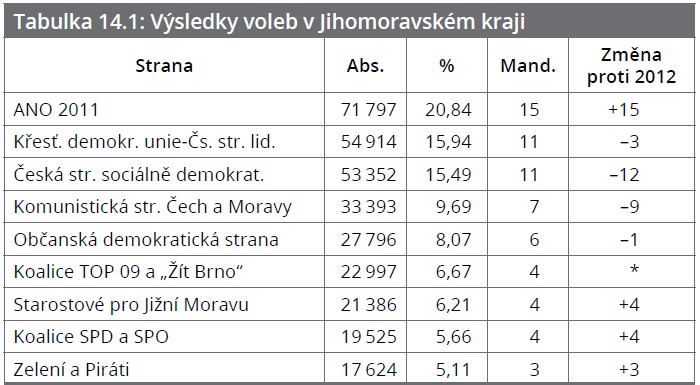 Tabulka 14.1: Výsledky voleb v Jihomoravském kraji
Strana Abs. % Mand. Změna proti 2012
ANO 2011 71 797 20,84 15 +15
Křesť. demokr. unie-Čs. str. lid. 54 914 15,94 11 –3
Česká str. sociálně demokrat. 53 352 15,49 11 –12
Komunistická str. Čech a Moravy 33 393 9,69 7 –9
Občanská demokratická strana 27 796 8,07 6 –1
Koalice TOP 09 a „Žít Brno“ 22 997 6,67 4 *
Starostové pro Jižní Moravu 21 386 6,21 4 +4
Koalice SPD a SPO 19 525 5,66 4 +4
Zelení a Piráti 17 624 5,11 3 +3